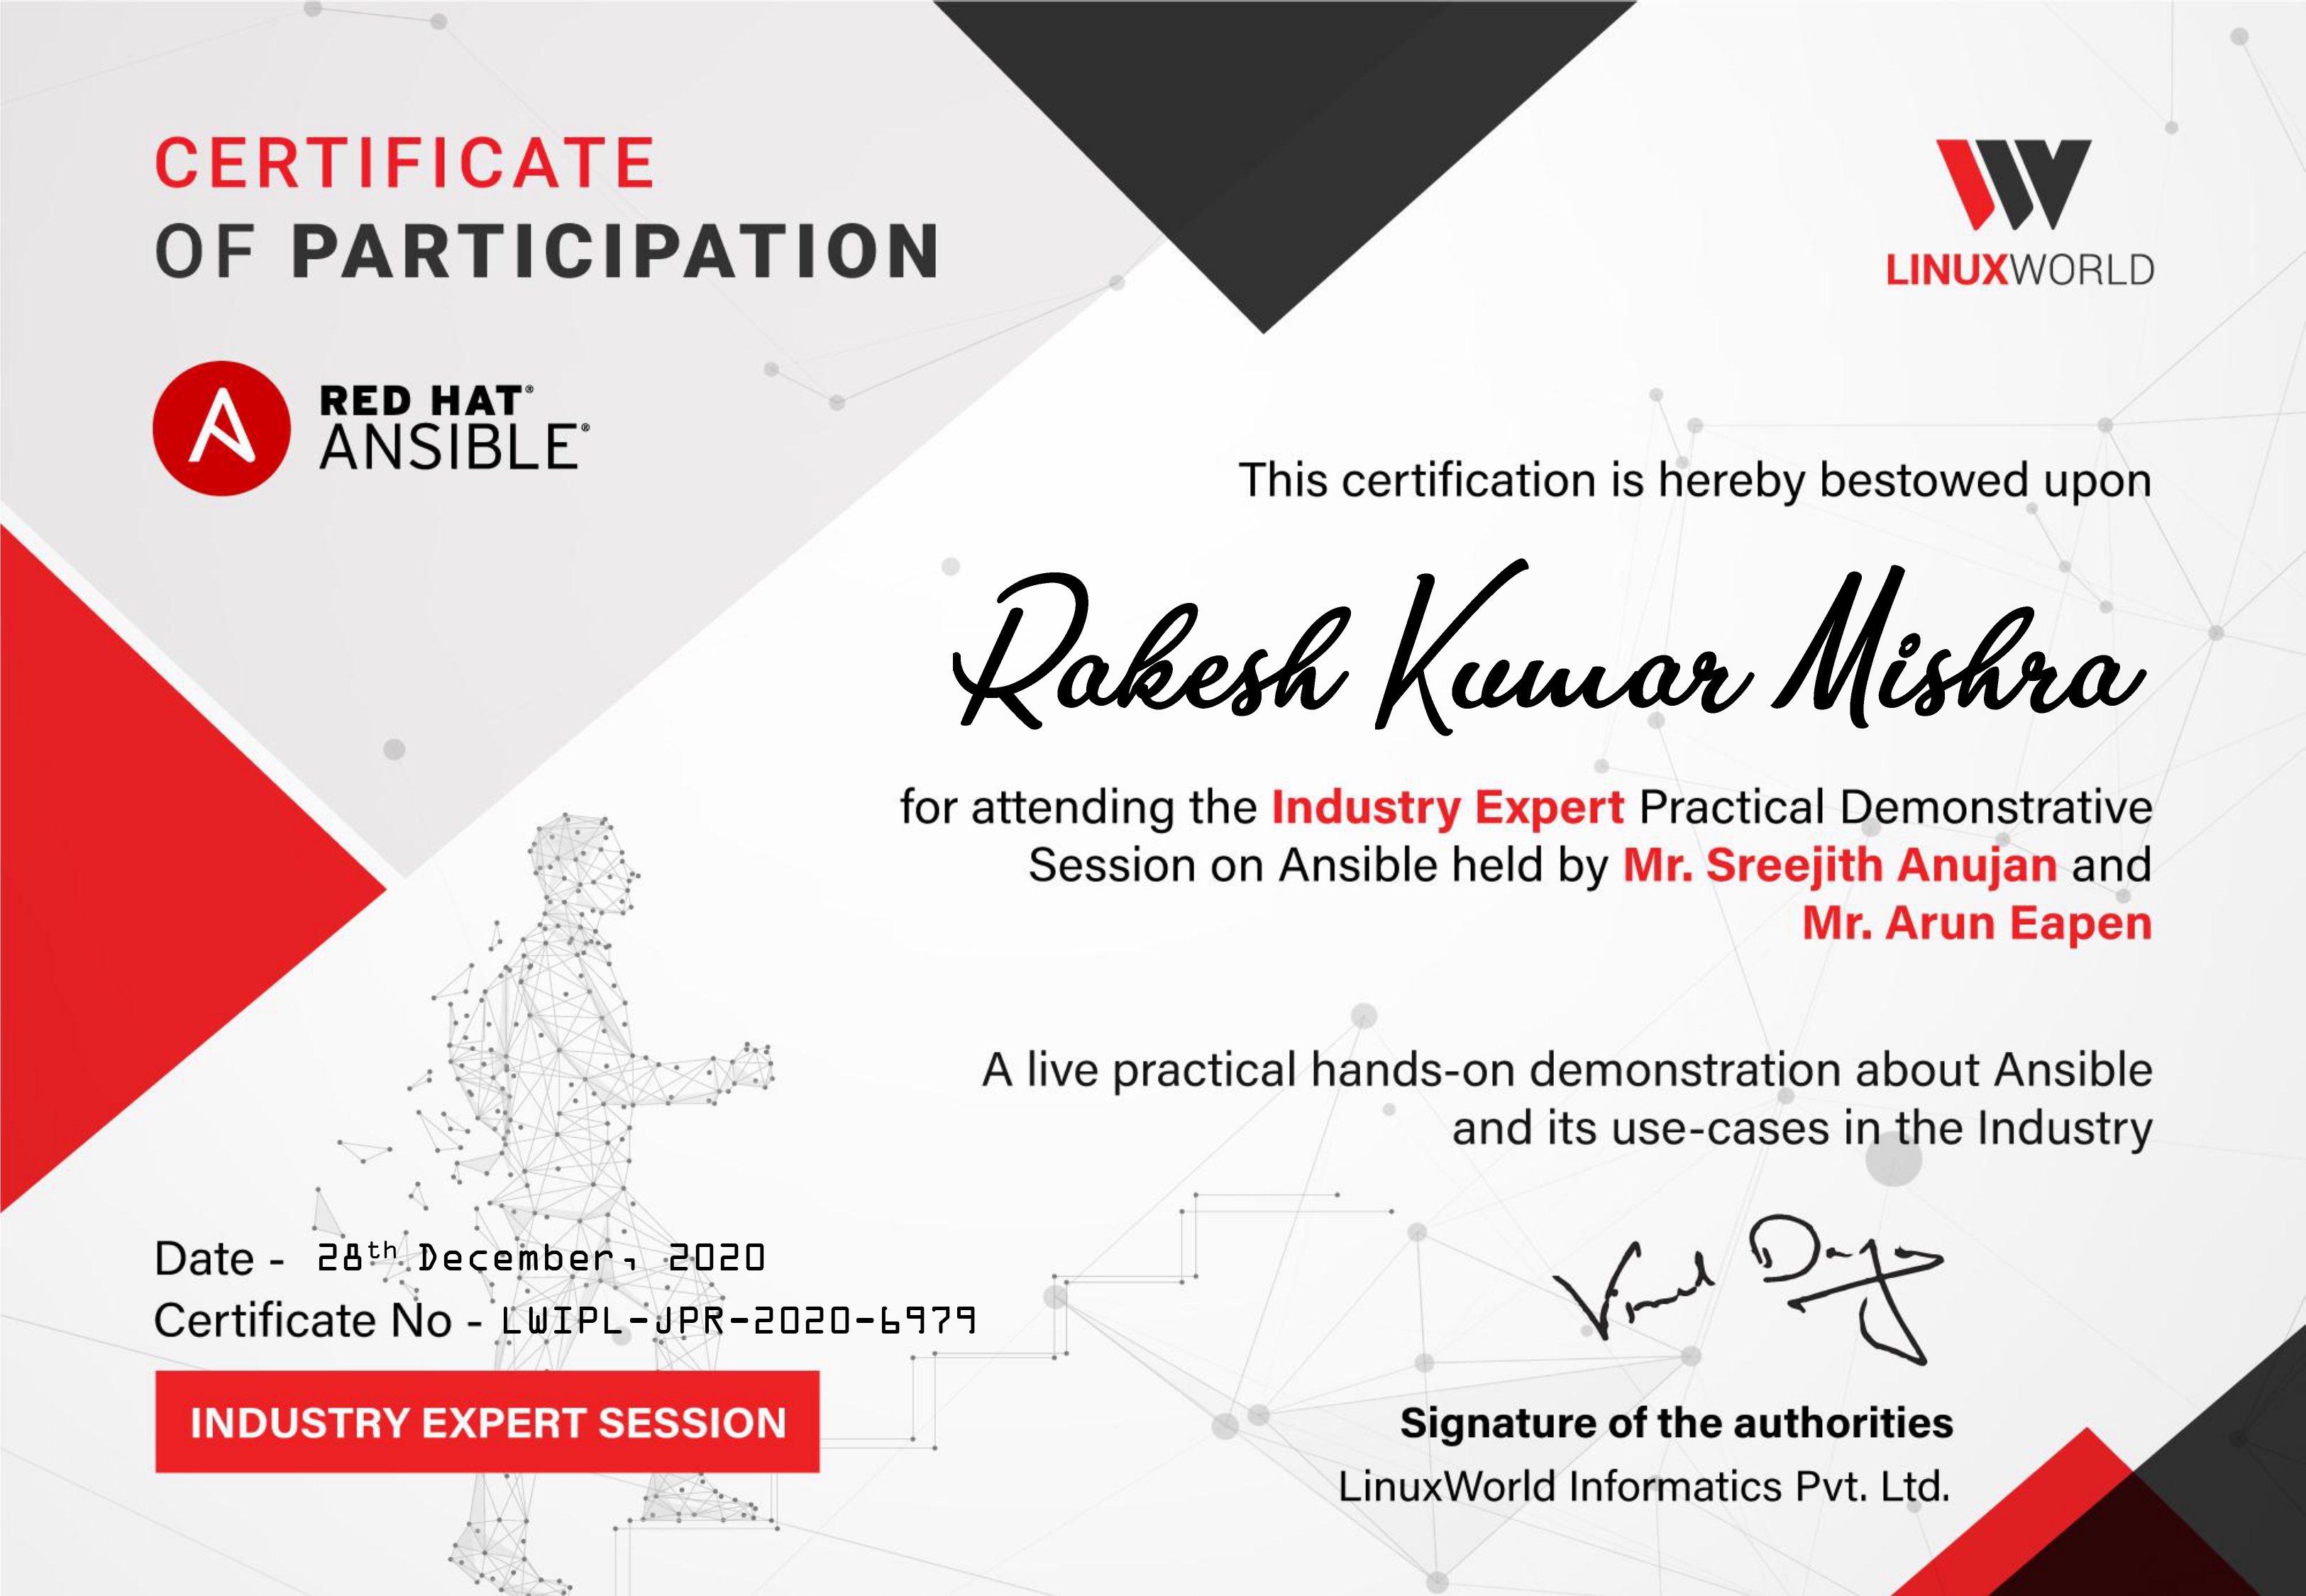 CERTIFICATE
OF PARTICIPATION
LINUXWORLD
RED HAT®
ANSIBLE®
This certification is hereby bestowed upon
Rakesh Kumar Mishra
for attending the Industry Expert Practical Demonstrative
Session on Ansible held by Mr. Sreejith Anujan and
Mr. Arun Eapen
A live practical hands-on demonstration about Ansible
and its use-cases in the Industry
Date - 28th December, 2020
Certificate No - LWIPL-JPR-2020-6979
INDUSTRY EXPERT SESSION
Signature of the authorities
LinuxWorld Informatics Pvt. Ltd.